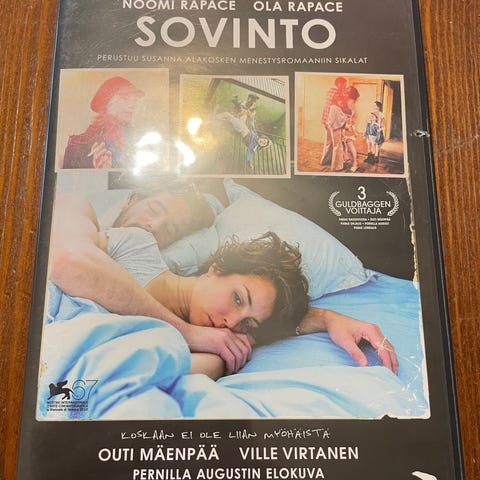 NOOMI RAPACE OLA RAPACE
SOVINTO
PERUSTUU SUSANNA ALAKOSKEN MENESTYSROMAANIIN SIKALAT
3
GULDBAGGEN
VOITTAJA
67
KOSKAAN EI OLE LIIAN MYÖHÄISTÄ
OUTI MÄENPÄÄ VILLE VIRTANEN
PERNILLA AUGUSTIN ELOKUVA